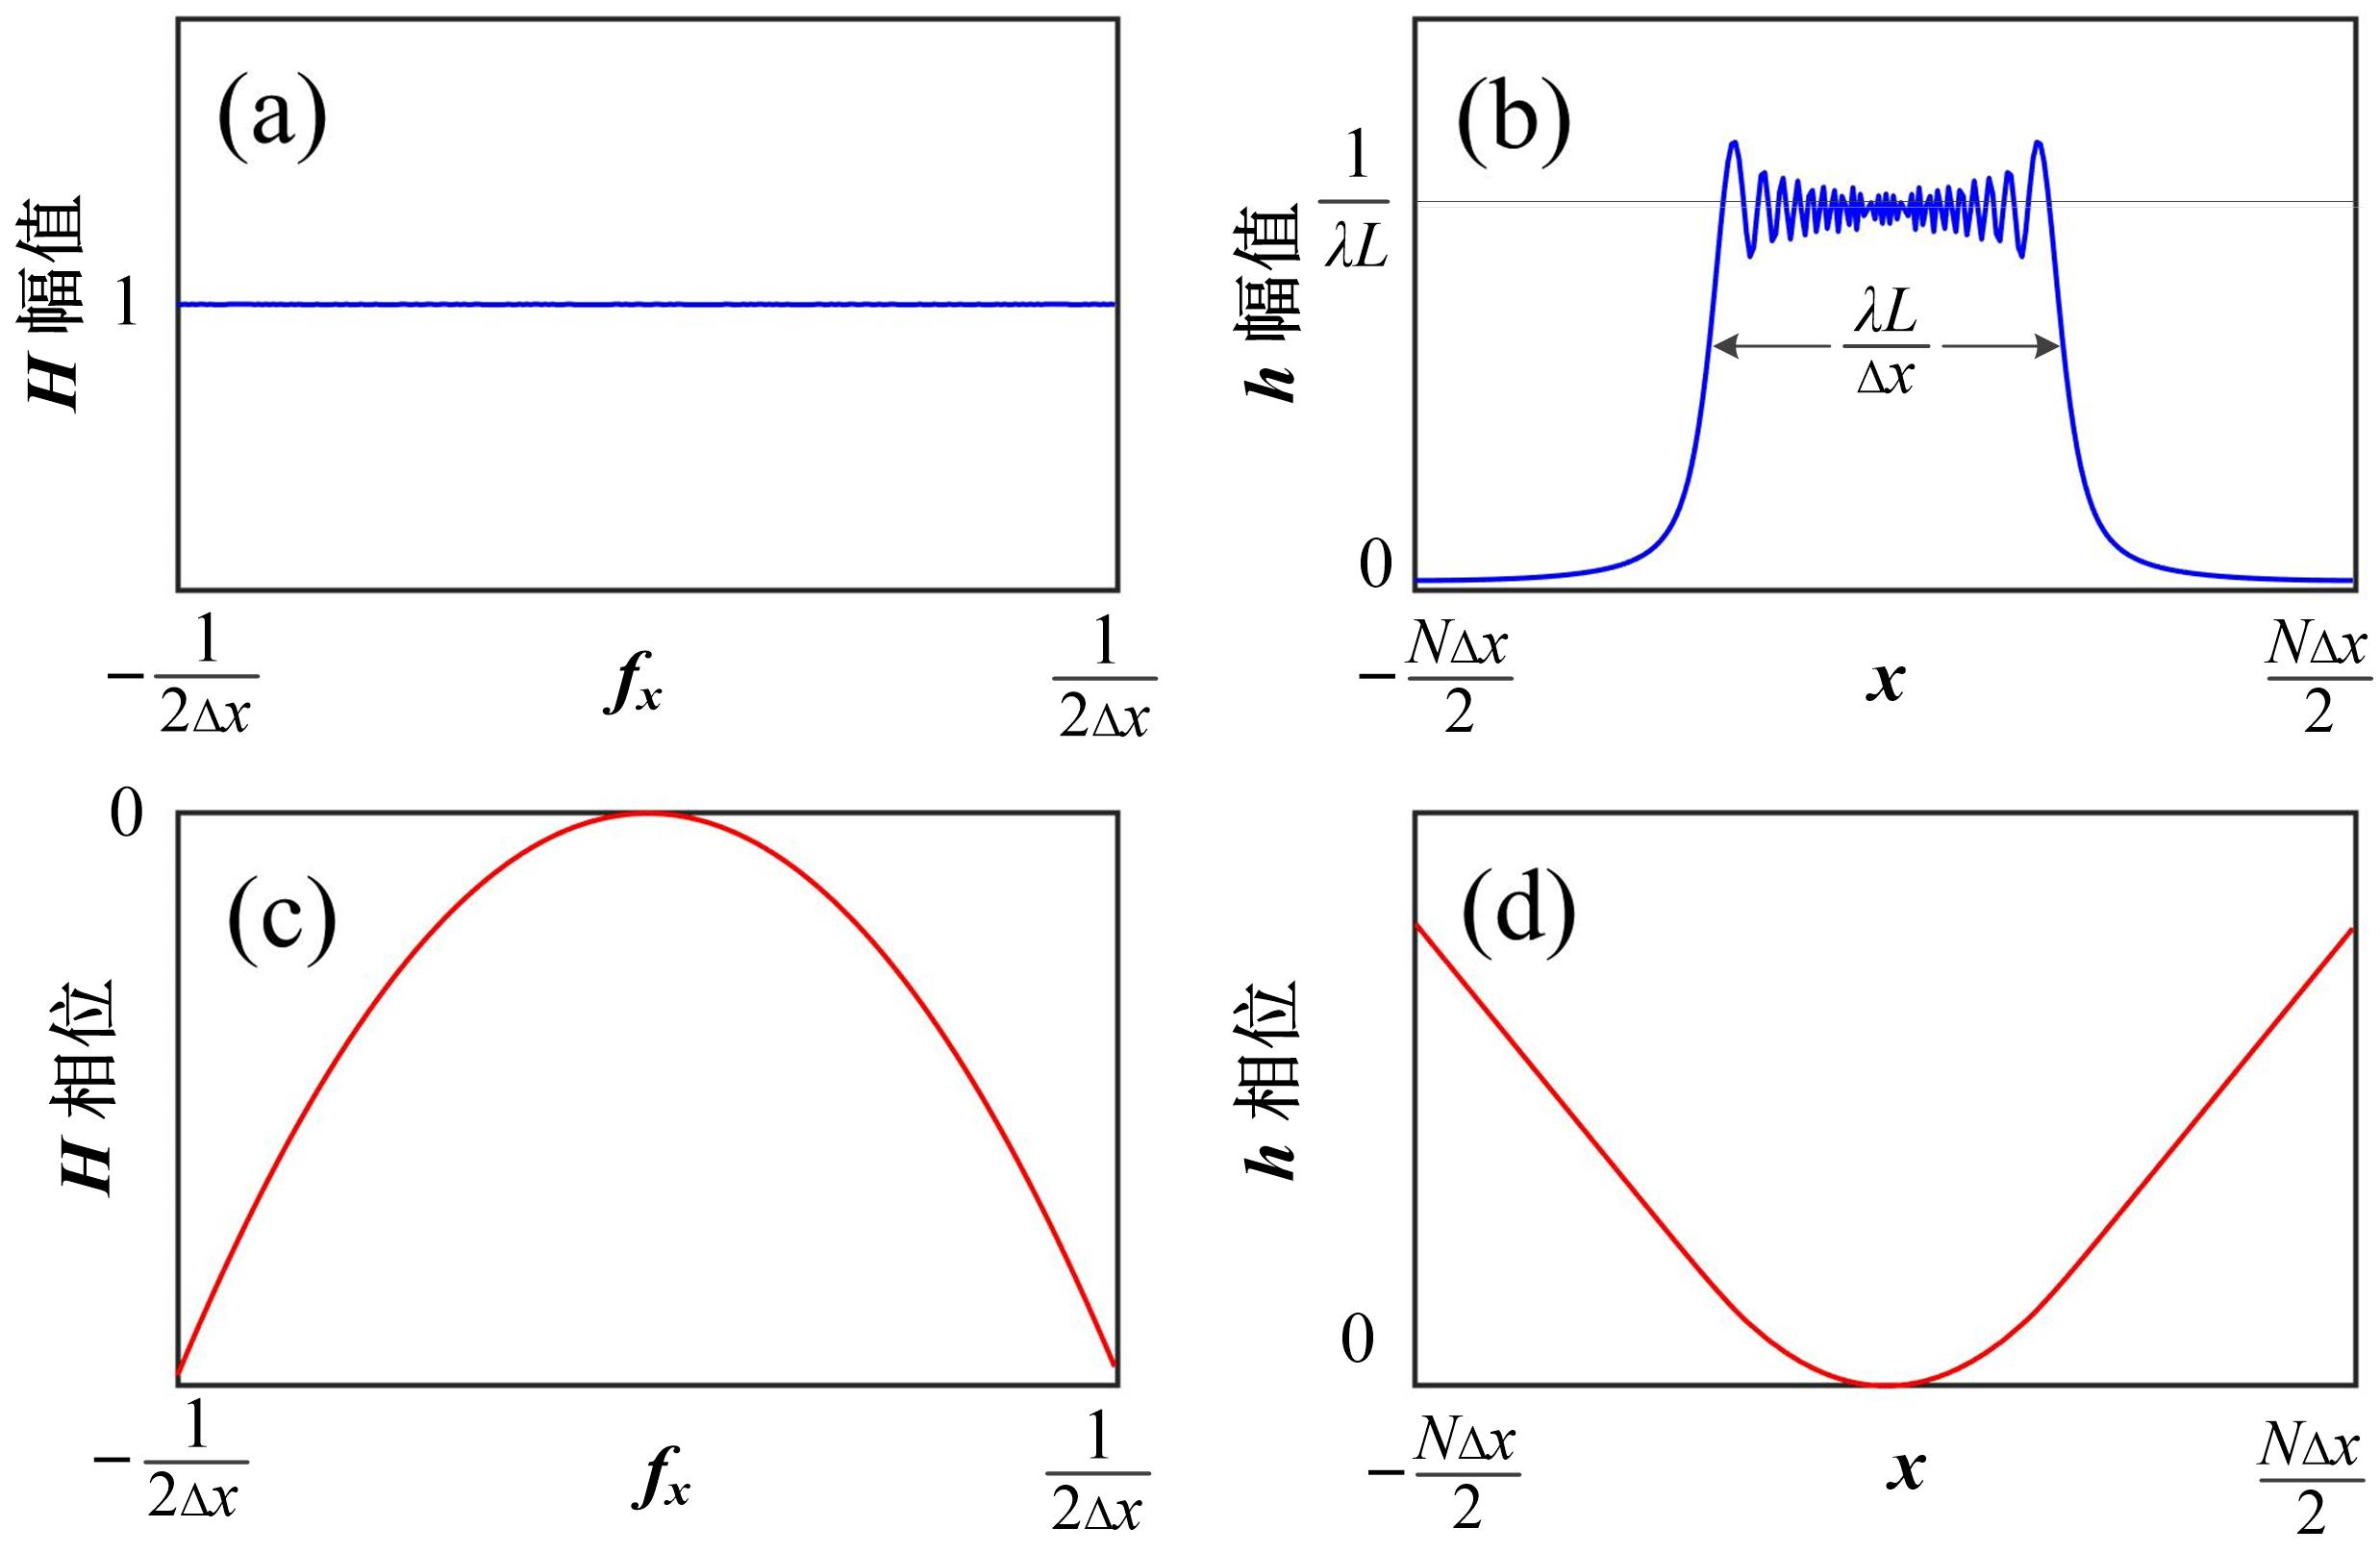 (a)
H 幅值
1
-1/(2Δx)
f_x
1/(2Δx)
(b)
h 幅值
1/(λL)
λL/Δx
0
-NΔx/2
x
NΔx/2
(c)
H 相位
0
-1/(2Δx)
f_x
1/(2Δx)
(d)
h 相位
0
-NΔx/2
x
NΔx/2